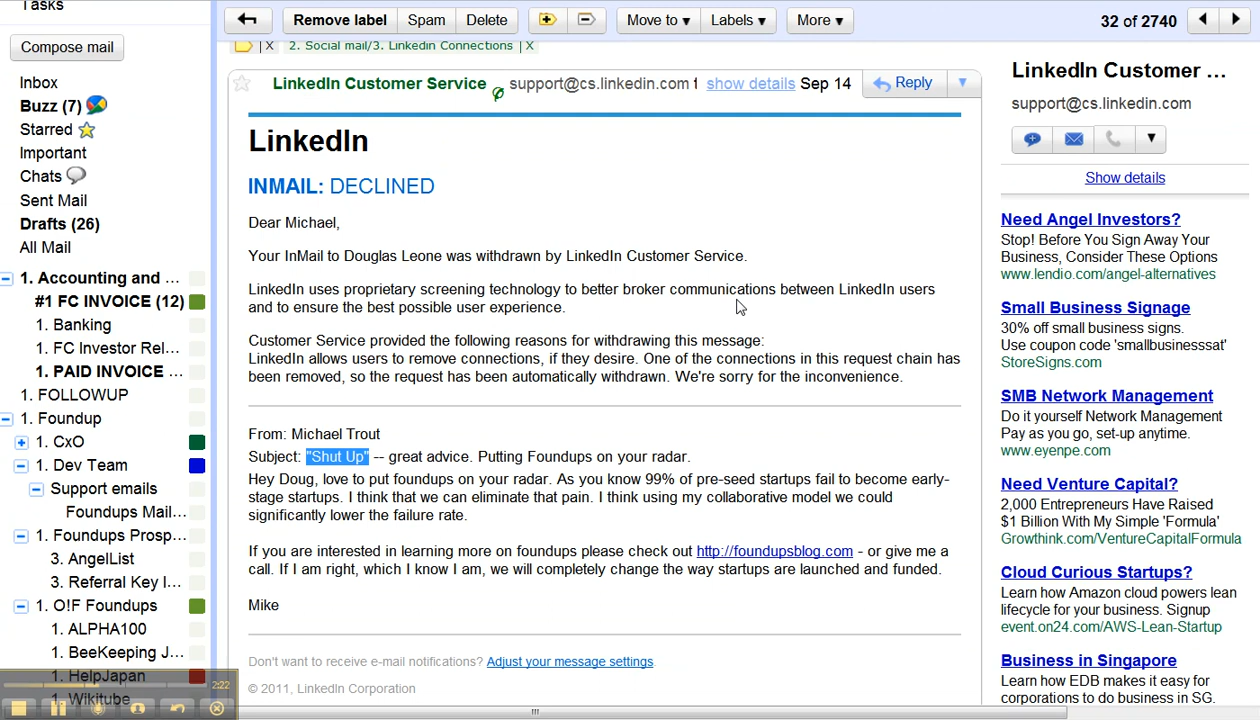 Tasks
Compose mail
Inbox
Buzz (7)
Starred
Important
Chats
Sent Mail
Drafts (26)
All Mail
1. Accounting and ...
#1 FC INVOICE (12)
1. Banking
1. FC Investor Rel...
1. PAID INVOICE ...
1. FOLLOWUP
1. Foundup
1. CxO
1. Dev Team
Support emails
Foundups Mail...
1. Foundups Prosp...
3. AngelList
3. Referral Key I...
1. O!F Foundups
1. ALPHA100
1. BeeKeeping J...
1. HelpJapan
1. Wikitube
2:22
Remove label Spam Delete Move to ▾ Labels ▾ More ▾ 32 of 2740
| X 2. Social mail/3. Linkedin Connections | X
LinkedIn Customer Service support@cs.linkedin.com t show details Sep 14 Reply
LinkedIn
INMAIL: DECLINED
Dear Michael,
Your InMail to Douglas Leone was withdrawn by LinkedIn Customer Service.
LinkedIn uses proprietary screening technology to better broker communications between LinkedIn users
and to ensure the best possible user experience.
Customer Service provided the following reasons for withdrawing this message:
LinkedIn allows users to remove connections, if they desire. One of the connections in this request chain has
been removed, so the request has been automatically withdrawn. We're sorry for the inconvenience.
From: Michael Trout
Subject: "Shut Up" -- great advice. Putting Foundups on your radar.
Hey Doug, love to put foundups on your radar. As you know 99% of pre-seed startups fail to become early-
stage startups. I think that we can eliminate that pain. I think using my collaborative model we could
significantly lower the failure rate.
If you are interested in learning more on foundups please check out http://foundupsblog.com - or give me a
call. If I am right, which I know I am, we will completely change the way startups are launched and funded.
Mike
Don't want to receive e-mail notifications? Adjust your message settings
© 2011, LinkedIn Corporation
LinkedIn Customer ...
support@cs.linkedin.com
Show details
Need Angel Investors?
Stop! Before You Sign Away Your
Business, Consider These Options
www.lendio.com/angel-alternatives
Small Business Signage
30% off small business signs.
Use coupon code 'smallbusinesssat'
StoreSigns.com
SMB Network Management
Do it yourself Network Management
Pay as you go, set-up anytime.
www.eyenpe.com
Need Venture Capital?
2,000 Entrepreneurs Have Raised
$1 Billion With My Simple 'Formula'
Growthink.com/VentureCapitalFormula
Cloud Curious Startups?
Learn how Amazon cloud powers lean
lifecycle for your business. Signup
event.on24.com/AWS-Lean-Startup
Business in Singapore
Learn how EDB makes it easy for
corporations to do business in SG.